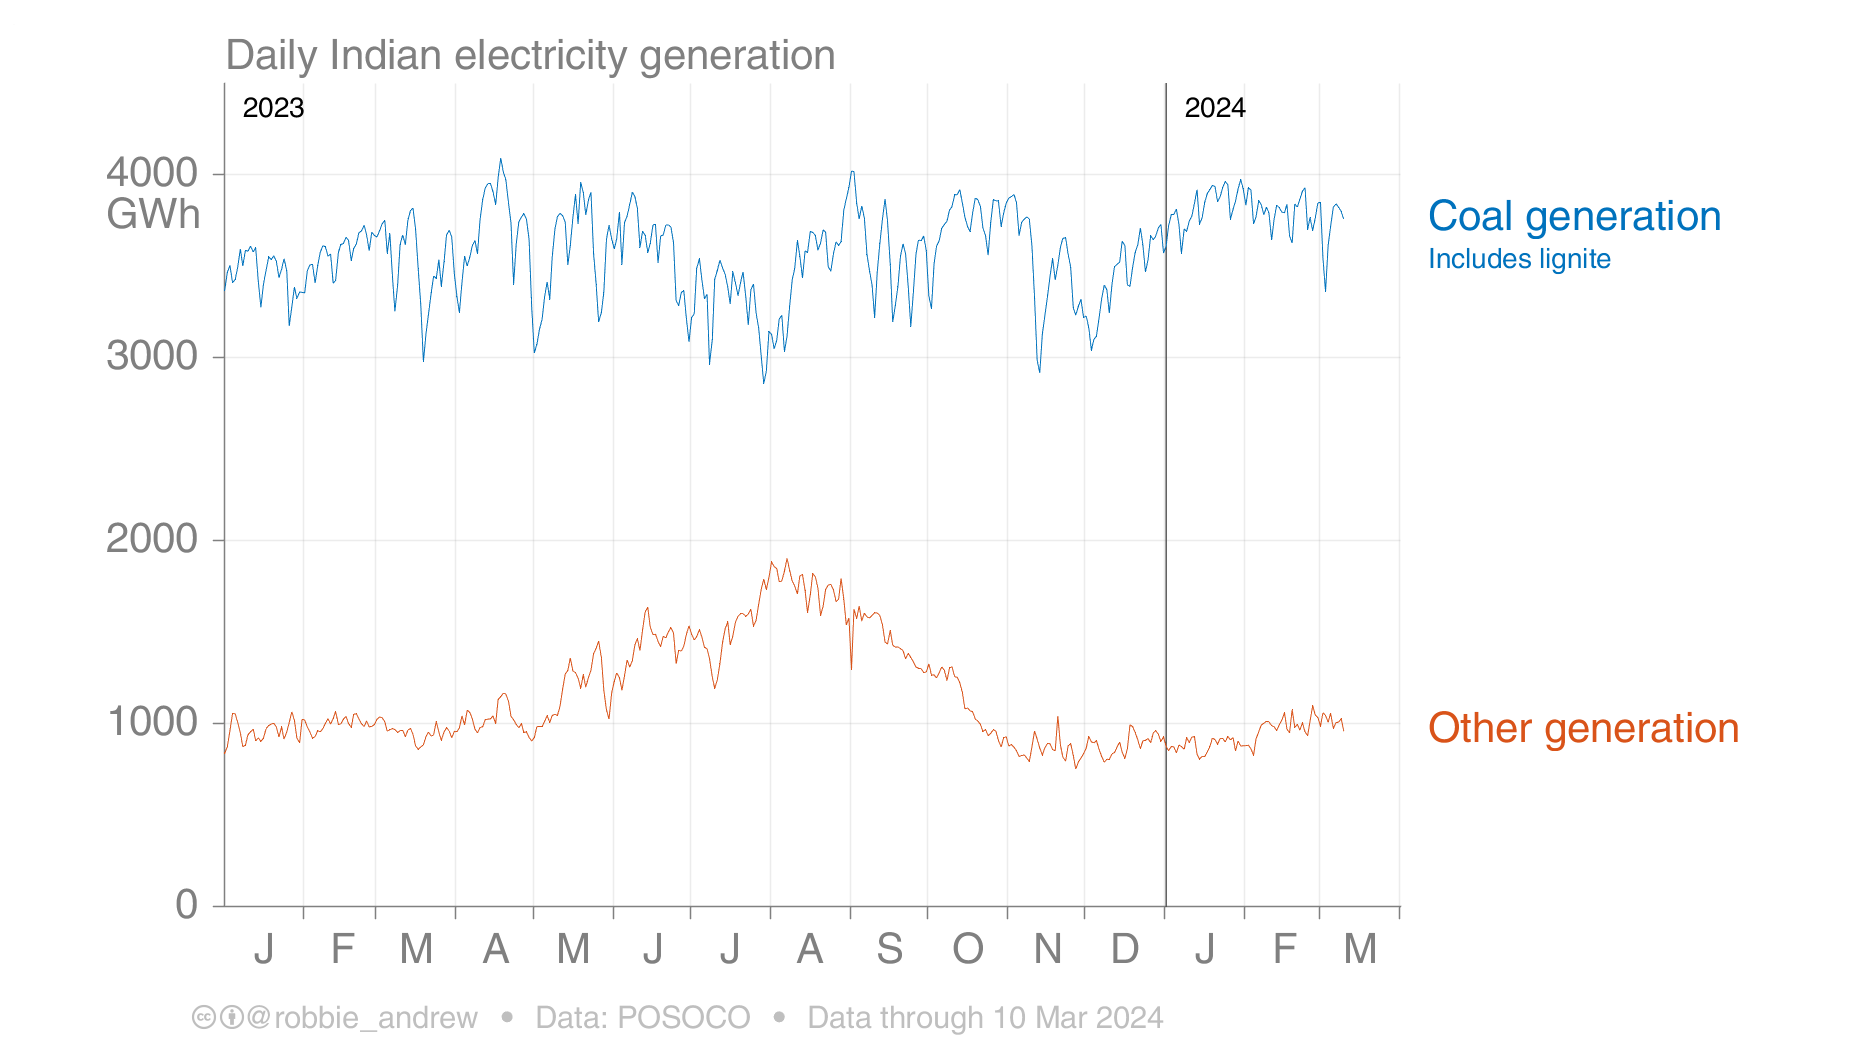 Daily Indian electricity generation
2023
2024
4000
GWh
3000
2000
1000
0
Coal generation
Includes lignite
Other generation
J F M A M J J A S O N D J F M
@robbie_andrew • Data: POSOCO • Data through 10 Mar 2024